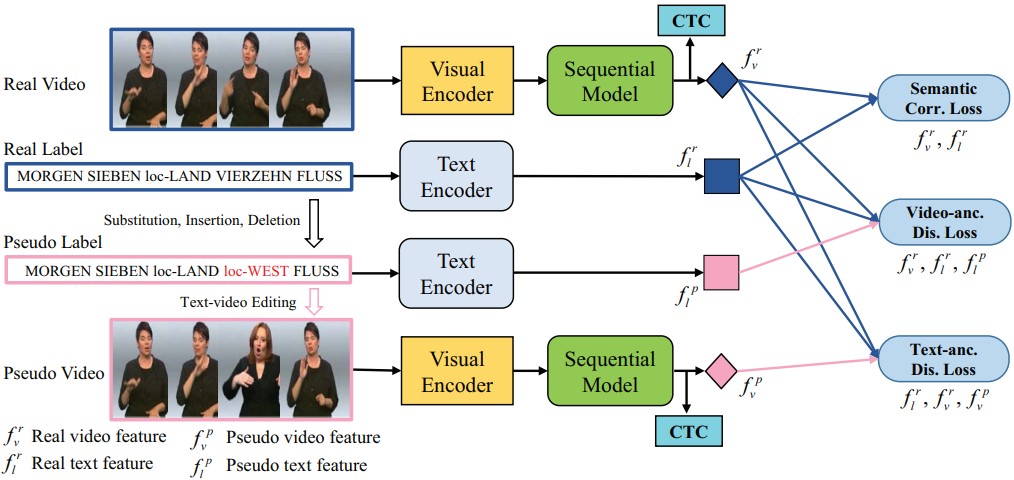 CTC
Real Video
Visual
Encoder
Sequential
Model
f_v^r
Semantic
Corr. Loss
f_v^r, f_l^r
Real Label
MORGEN SIEBEN loc-LAND VIERZEHN FLUSS
Text
Encoder
f_l^r
Substitution, Insertion, Deletion
Video-anc.
Dis. Loss
f_v^r, f_l^r, f_l^p
Pseudo Label
MORGEN SIEBEN loc-LAND loc-WEST FLUSS
Text
Encoder
f_l^p
Text-video Editing
Pseudo Video
Visual
Encoder
Sequential
Model
f_v^p
Text-anc.
Dis. Loss
f_l^r, f_v^r, f_v^p
CTC
f_v^r Real video feature
f_v^p Pseudo video feature
f_l^r Real text feature
f_l^p Pseudo text feature